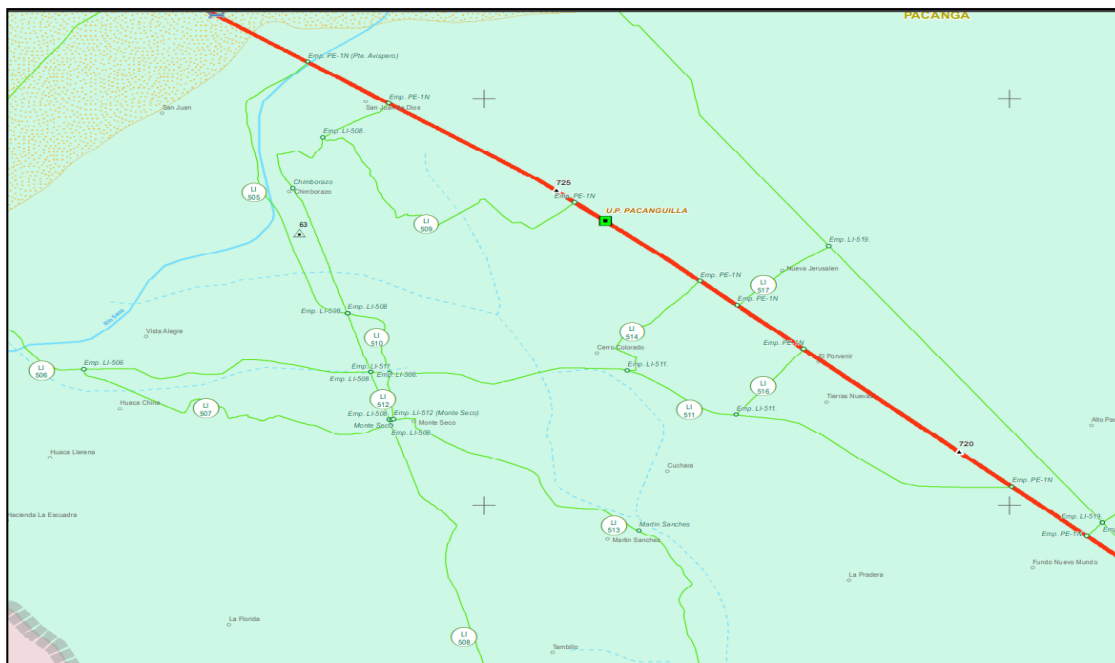 PACANGA
Emp. PE-1N (Pte. Avispero)
Emp. PE-1N
San Juan
San Juan de Dios
Emp. LI-508.
725
Chimborazo
Chimborazo
LI
505
Emp. PE-1N
U.P. PACANGUILLA
63
LI
509
Emp. LI-519.
Nueva Jerusalen
Emp. PE-1N
LI
517
Emp. PE-1N
Emp. LI-508
Emp. LI-508.
Rio Seco
Vista Alegre
LI
510
LI
514
Emp. PE-1N
Cerro Colorado
El Porvenir
Emp. LI-506
LI
506
Emp. LI-511
Emp. LI-508
Emp. LI-511.
LI
516
Tierras Nuevas
LI
512
Huaca China
LI
507
LI
511
Emp. LI-511.
Emp. LI-508.
Emp. LI-512 (Monte Seco)
Monte Seco
Monte Seco
Emp. LI-508.
Alto Pac
Huaca Llerena
720
Cuchara
Emp. PE-1N
Hacienda La Escuadra
Emp. LI-519
LI
513
Martin Sanches
Emp. PE-1N
Martin Sanches
Fundo Nuevo Mundo
La Pradera
La Florida
LI
508
Tambillo